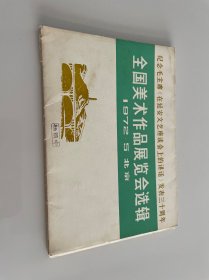 纪念毛主席《在延安文艺座谈会上的讲话》发表三十周年
全国美术作品展览会选辑
1972.5 北京